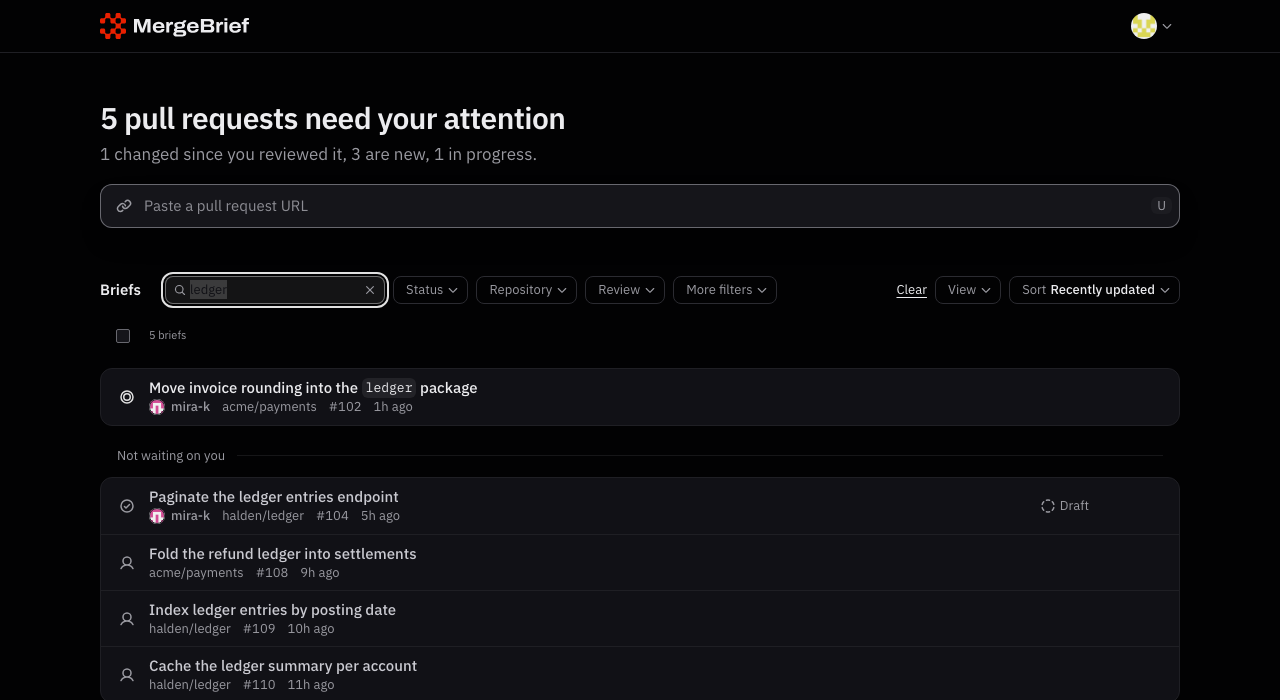 MergeBrief
5 pull requests need your attention
1 changed since you reviewed it, 3 are new, 1 in progress.
Paste a pull request URL U
Briefs ledger Status Repository Review More filters Clear View Sort Recently updated
5 briefs
Move invoice rounding into the ledger package
mira-k acme/payments #102 1h ago
Not waiting on you
Paginate the ledger entries endpoint
mira-k halden/ledger #104 5h ago Draft
Fold the refund ledger into settlements
acme/payments #108 9h ago
Index ledger entries by posting date
halden/ledger #109 10h ago
Cache the ledger summary per account
halden/ledger #110 11h ago